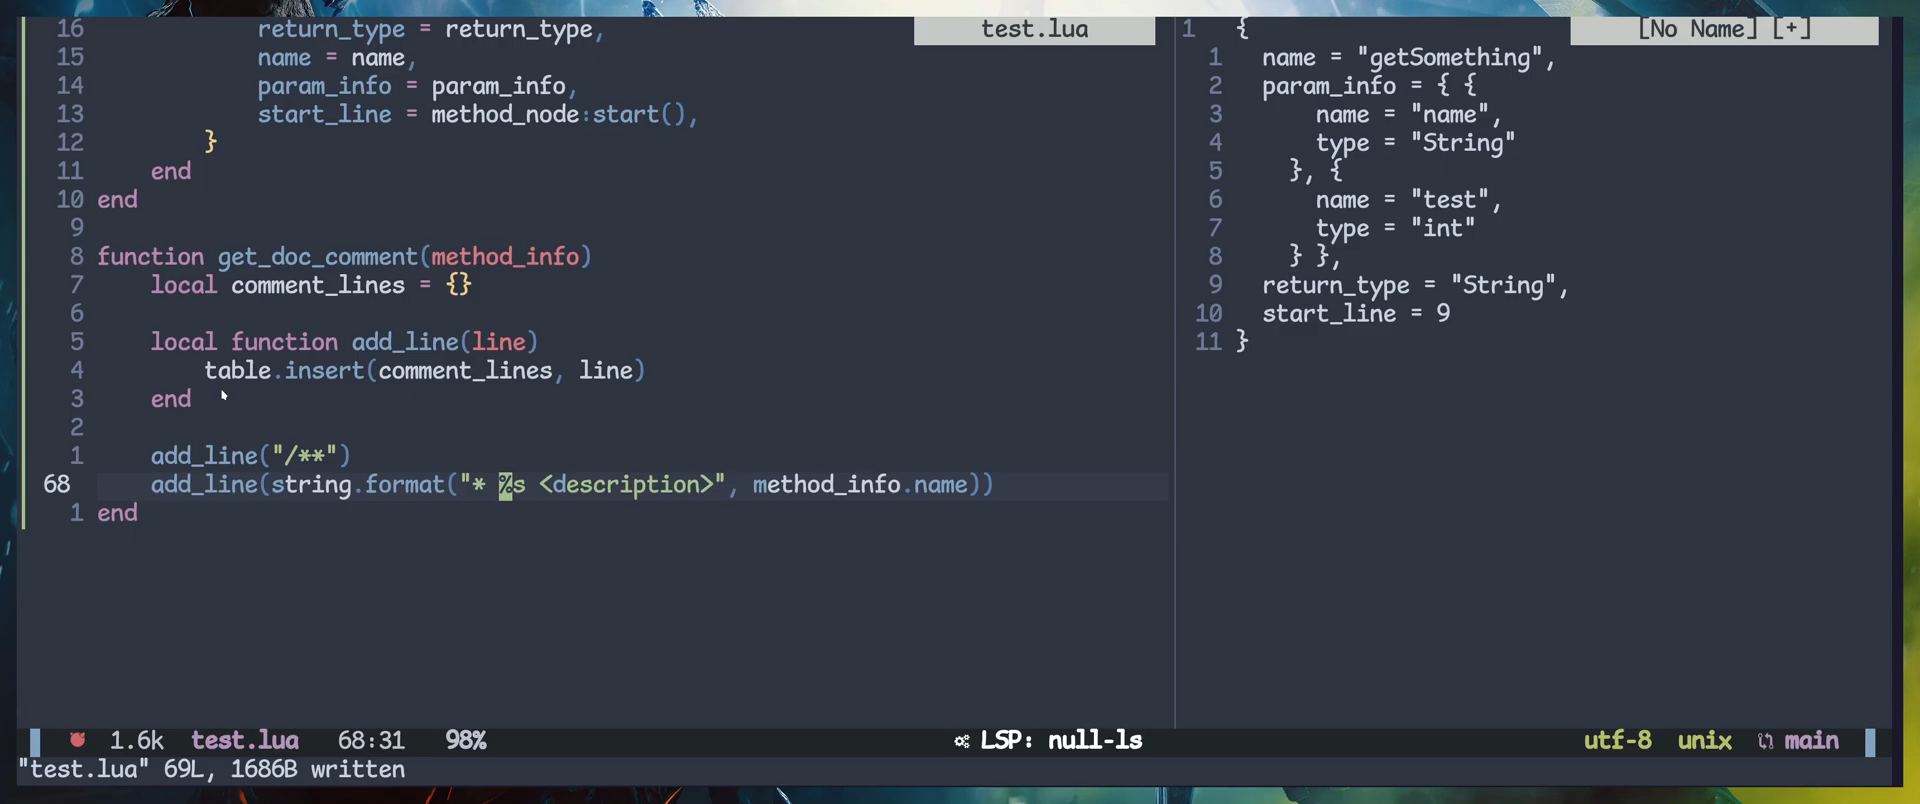 test.lua
16 return_type = return_type,
15 name = name,
14 param_info = param_info,
13 start_line = method_node:start(),
12 }
11 end
10 end
9
8 function get_doc_comment(method_info)
7 local comment_lines = {}
6
5 local function add_line(line)
4 table.insert(comment_lines, line)
3 end
2
1 add_line("/**")
68 add_line(string.format("* %s <description>", method_info.name))
1 end
[No Name] [+]
1 {
1 name = "getSomething",
2 param_info = { {
3 name = "name",
4 type = "String"
5 }, {
6 name = "test",
7 type = "int"
8 } },
9 return_type = "String",
10 start_line = 9
11 }
1.6k test.lua 68:31 98% LSP: null-ls utf-8 unix main
"test.lua" 69L, 1686B written